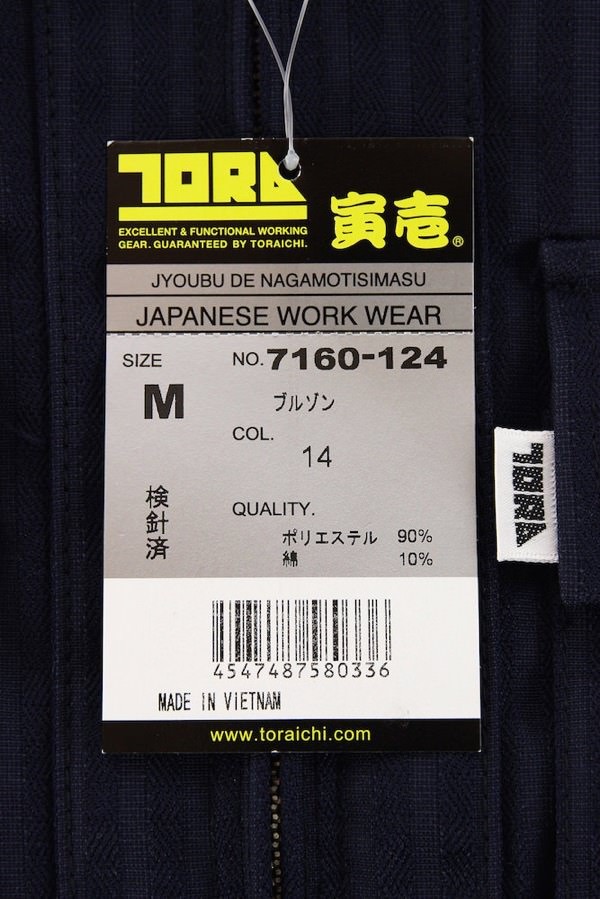 TORA
EXCELLENT & FUNCTIONAL WORKING
GEAR. GUARANTEED BY TORAICHI.
寅壱®
JYOUBU DE NAGAMOTISIMASU
JAPANESE WORK WEAR
SIZE
M
NO. 7160-124
ブルゾン
COL.
14
検針済
QUALITY.
ポリエステル 90%
綿 10%
4547487580336
MADE IN ViETNAM
www.toraichi.com
TORA